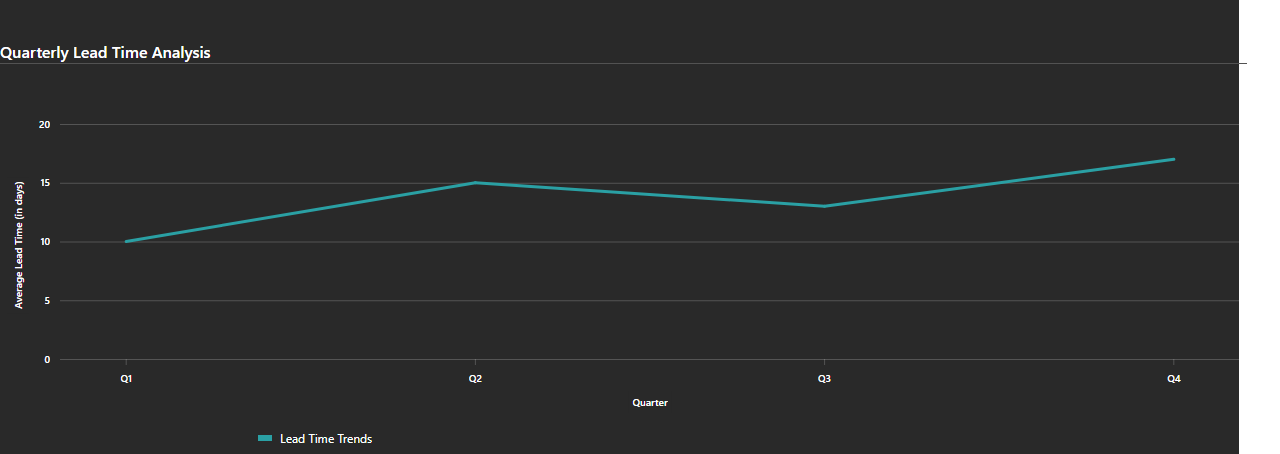 Quarterly Lead Time Analysis
20
15
10
5
0
Average Lead Time (in days)
Q1 Q2 Q3 Q4
Quarter
Lead Time Trends